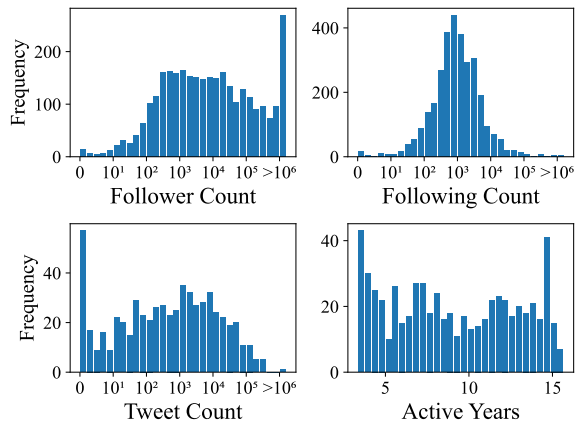 Frequency
200
100
0
0 10¹ 10² 10³ 10⁴ 10⁵ >10⁶
Follower Count
400
200
0
0 10¹ 10² 10³ 10⁴ 10⁵ >10⁶
Following Count
Frequency
40
20
0
0 10¹ 10² 10³ 10⁴ 10⁵ >10⁶
Tweet Count
40
20
0
5 10 15
Active Years